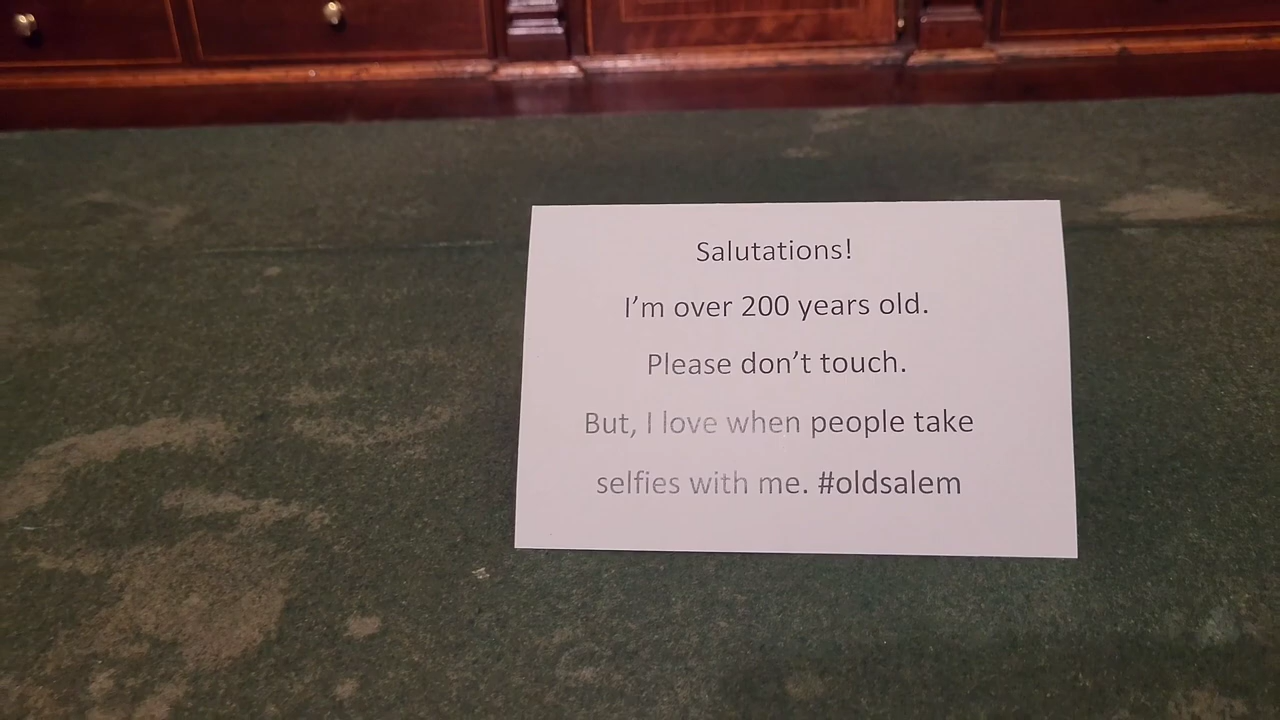 Salutations!
I'm over 200 years old.
Please don't touch.
But, I love when people take
selfies with me. #oldsalem